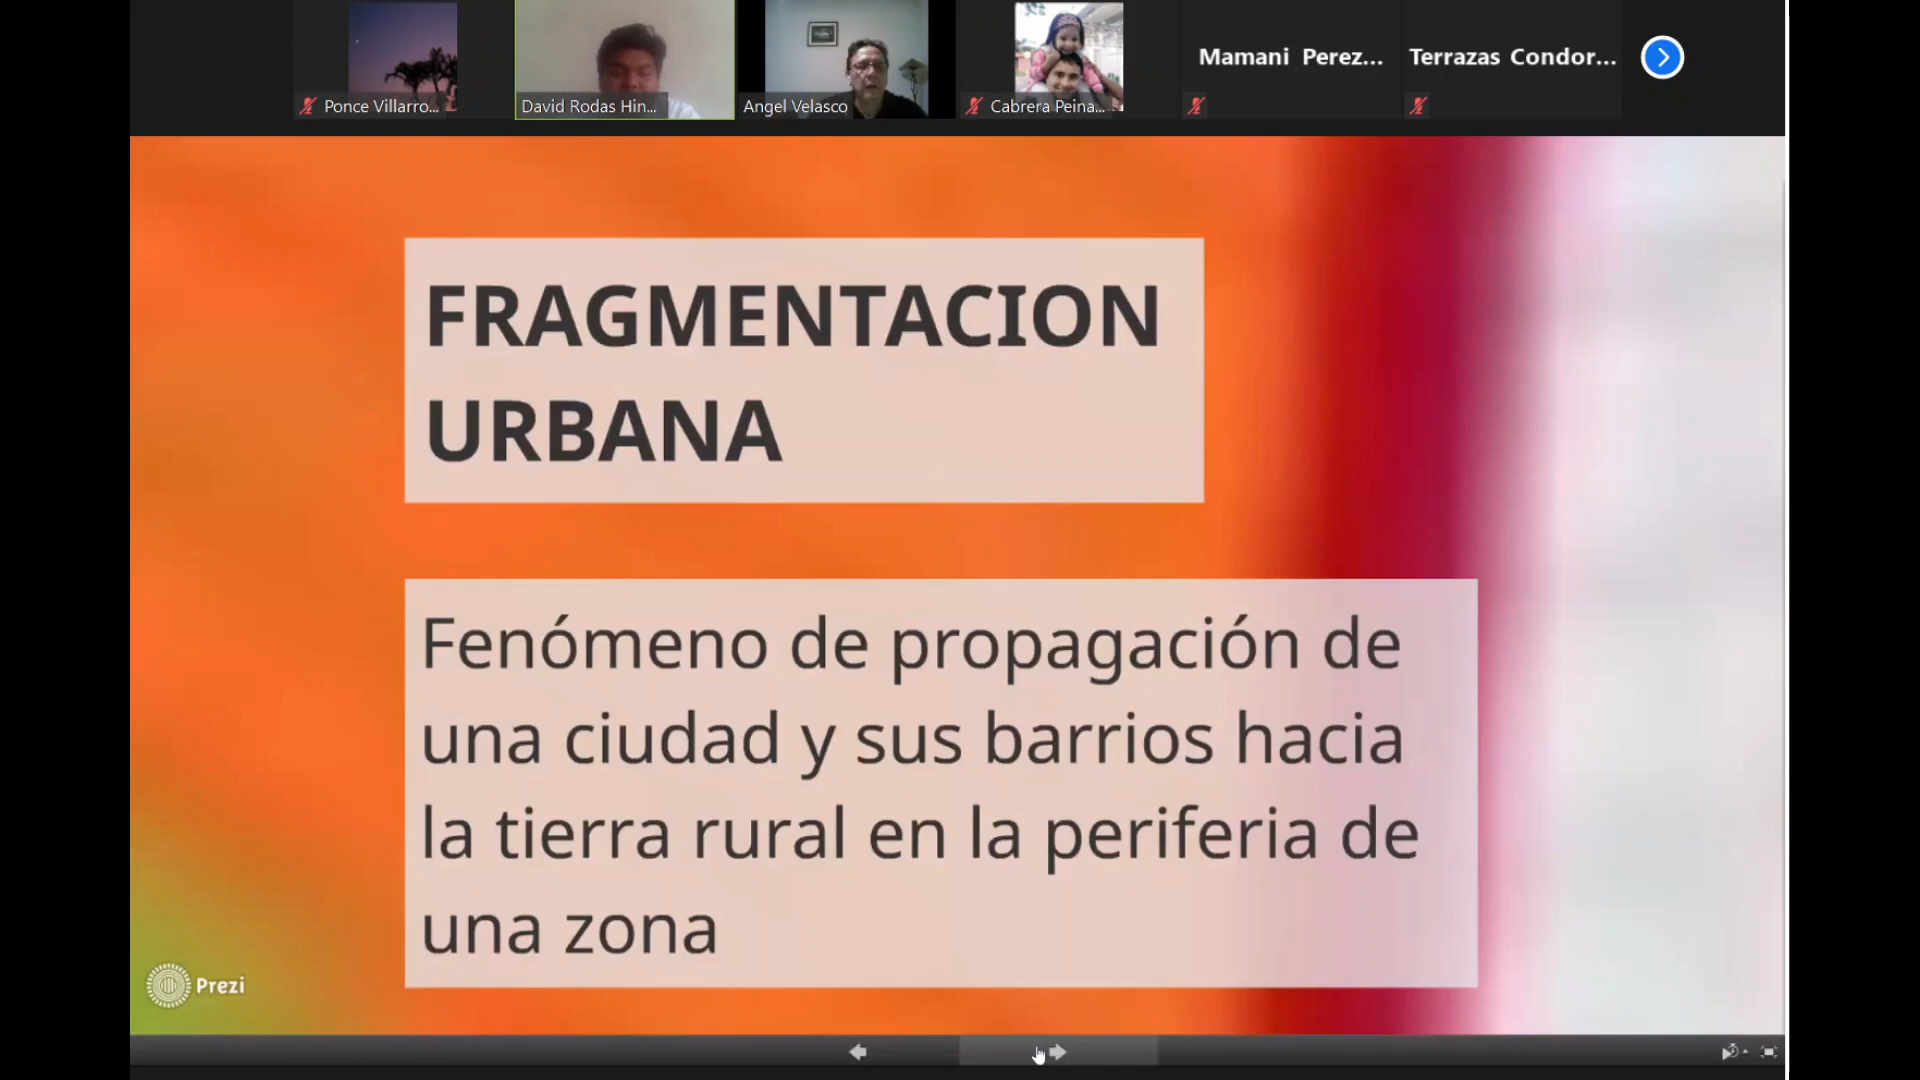 Ponce Villarro...
David Rodas Hin...
Angel Velasco
Cabrera Peina...
Mamani Perez...
Terrazas Condor...
FRAGMENTACION
URBANA
Fenómeno de propagación de
una ciudad y sus barrios hacia
la tierra rural en la periferia de
una zona
Prezi